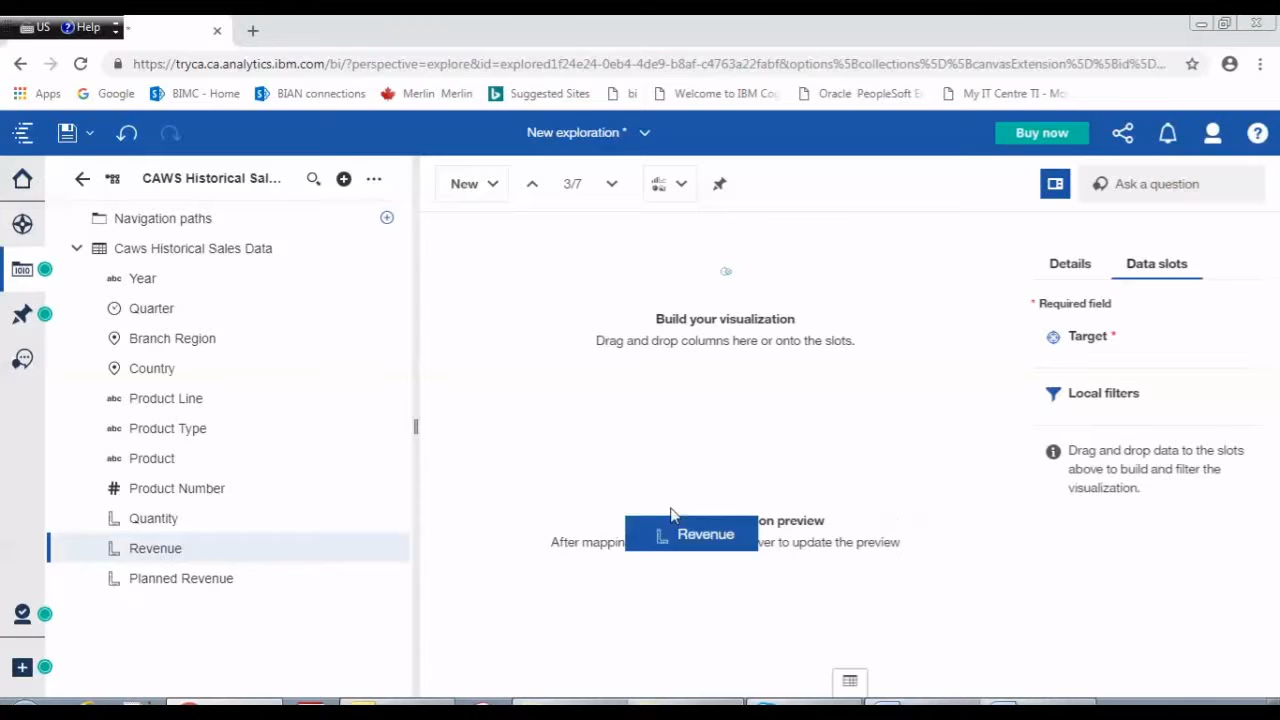 US Help
https://tryca.ca.analytics.ibm.com/bi/?perspective=explore&id=explored1f24e24-0eb4-4de9-b8af-c4763a22fabf&options%5Bcollections%5D%5BcanvasExtension%5D%5Bid%5D...
Apps Google BIMC - Home BIAN connections Merlin Merlin Suggested Sites bi Welcome to IBM Cog Oracle PeopleSoft E My IT Centre TI - Mo
New exploration * Buy now
CAWS Historical Sal... New 3/7 Ask a question
Navigation paths
Caws Historical Sales Data
abc Year
Quarter
Branch Region
Country
abc Product Line
abc Product Type
abc Product
# Product Number
Quantity
Revenue
Planned Revenue
Build your visualization
Drag and drop columns here or onto the slots.
Revenue
on preview
After mappin ver to update the preview
Details Data slots
* Required field
Target *
Local filters
Drag and drop data to the slots
above to build and filter the
visualization.